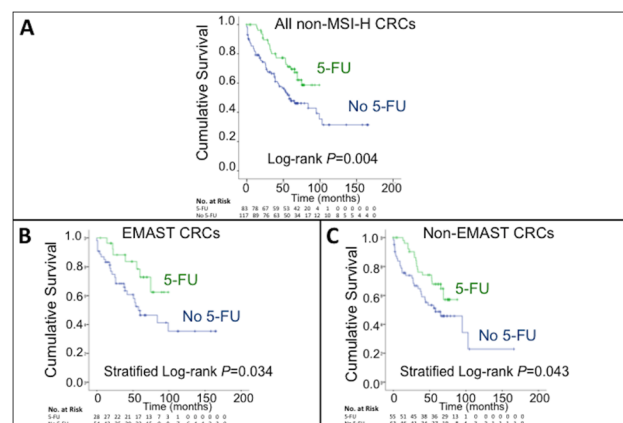 A
All non-MSI-H CRCs
Cumulative Survival
1.0
0.8
0.6
0.4
0.2
0.0
5-FU
No 5-FU
Log-rank P=0.004
0 50 100 150 200
Time (months)
No. at Risk
5-FU 83 78 67 59 53 42 20 4 1 0 0 0 0 0
No 5-FU 117 89 76 63 50 34 17 12 10 8 5 5 4 4 0
B
EMAST CRCs
Cumulative Survival
1.0
0.8
0.6
0.4
0.2
0.0
5-FU
No 5-FU
Stratified Log-rank P=0.034
0 50 100 150 200
Time (months)
No. at Risk
5-FU 28 27 22 21 17 13 7 3 1 0 0 0 0 0 0
C
Non-EMAST CRCs
Cumulative Survival
1.0
0.8
0.6
0.4
0.2
0.0
5-FU
No 5-FU
Stratified Log-rank P=0.043
0 50 100 150 200
Time (months)
No. at Risk
5-FU 55 51 45 38 36 29 13 1 0 0 0 0 0 0